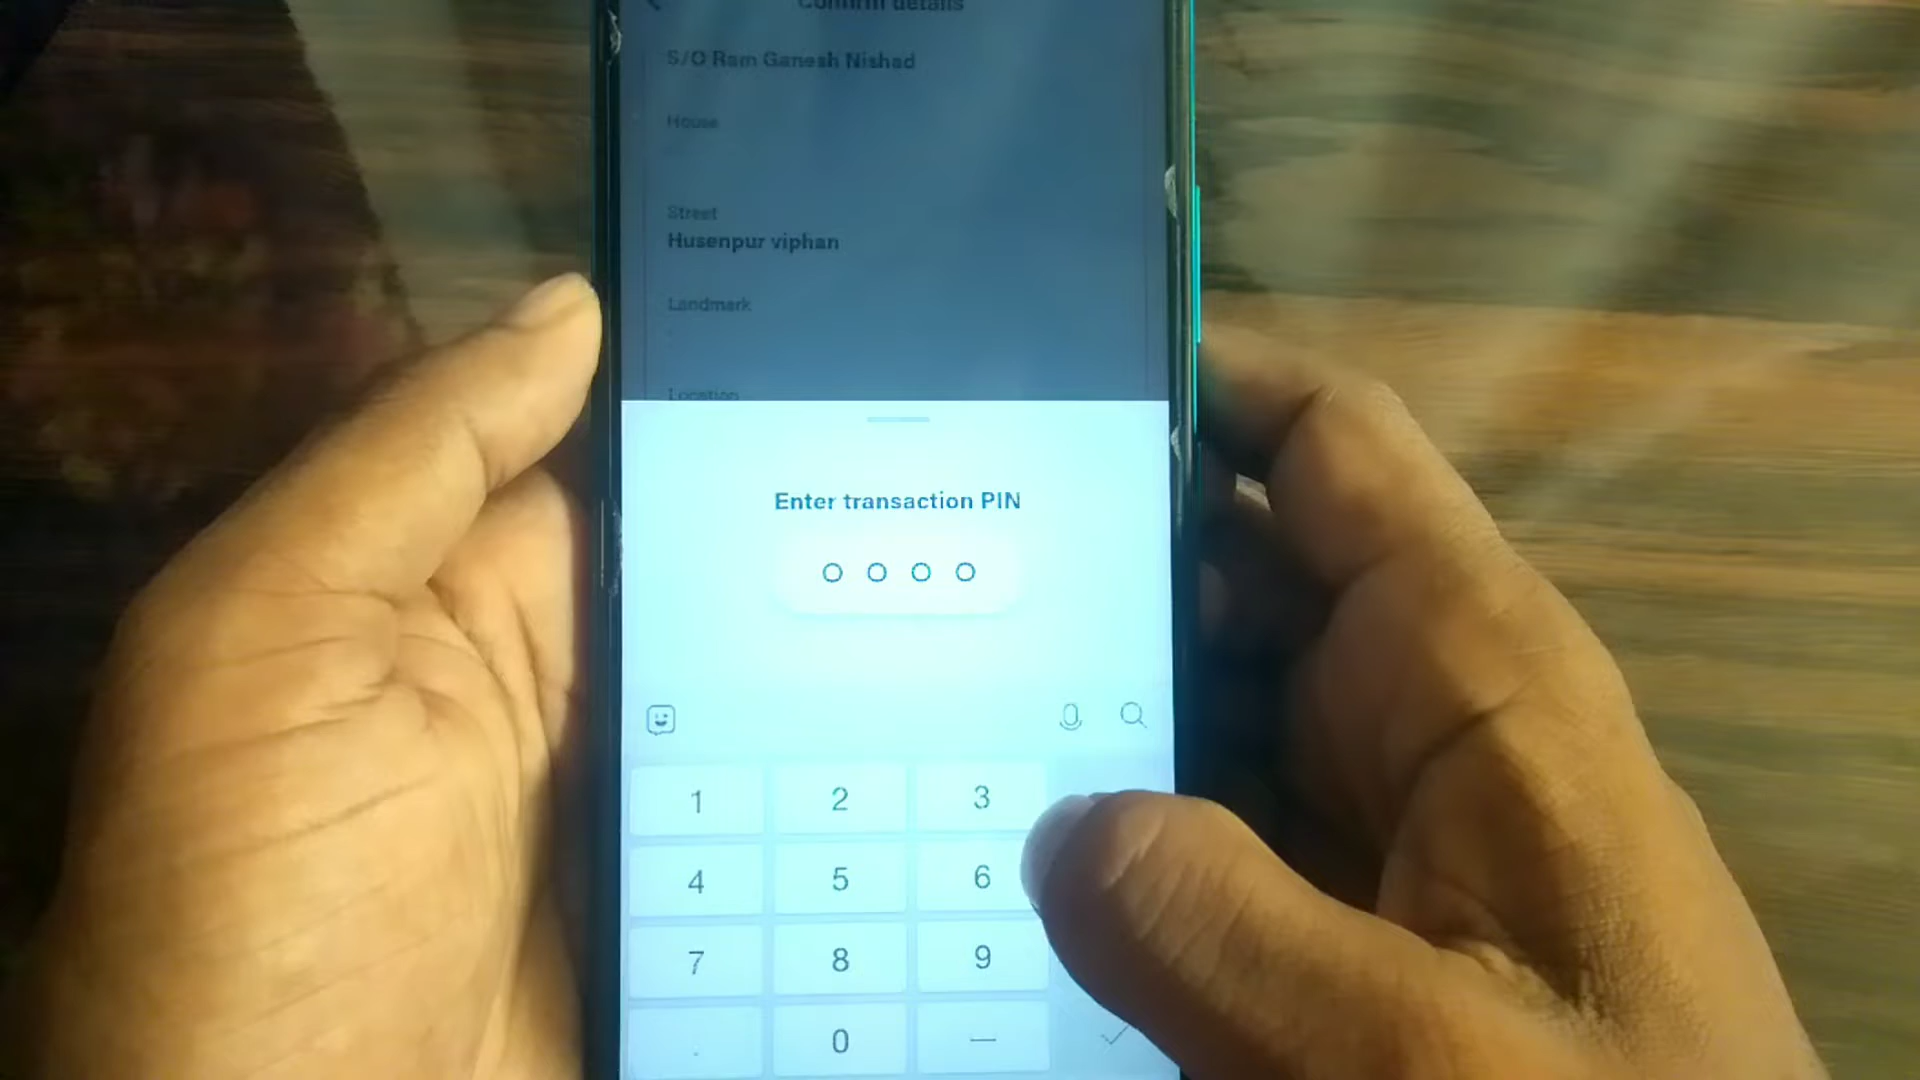 Confirm details
S/O Ram Ganesh Nishad
House
Street
Husenpur viphan
Landmark
Location
Enter transaction PIN
1 2 3
4 5 6
7 8 9
. 0 —